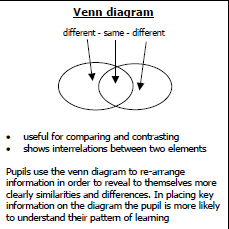 Venn diagram
different - same - different
• useful for comparing and contrasting
• shows interrelations between two elements
Pupils use the venn diagram to re-arrange
information in order to reveal to themselves more
clearly similarities and differences. In placing key
information on the diagram the pupil is more likely
to understand their pattern of learning